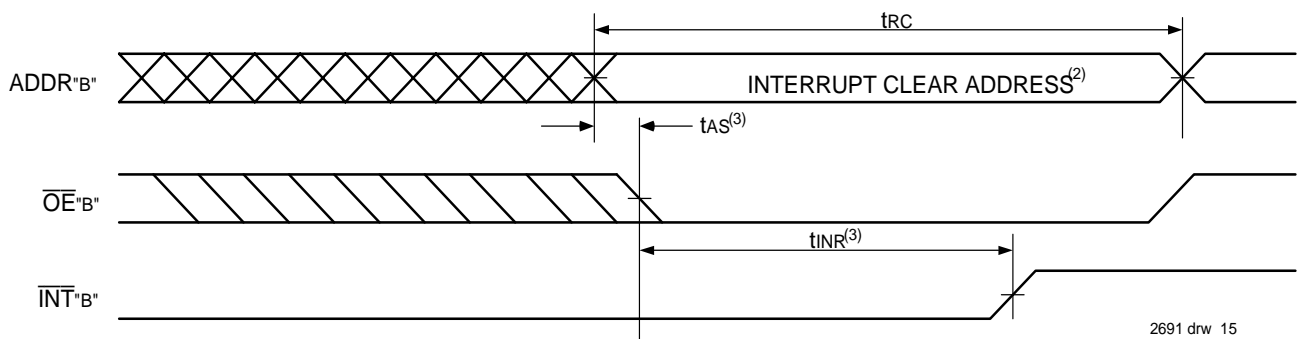 tRC
ADDR"B"
INTERRUPT CLEAR ADDRESS(2)
tAS(3)
OE"B"
tINR(3)
INT"B"
2691 drw 15